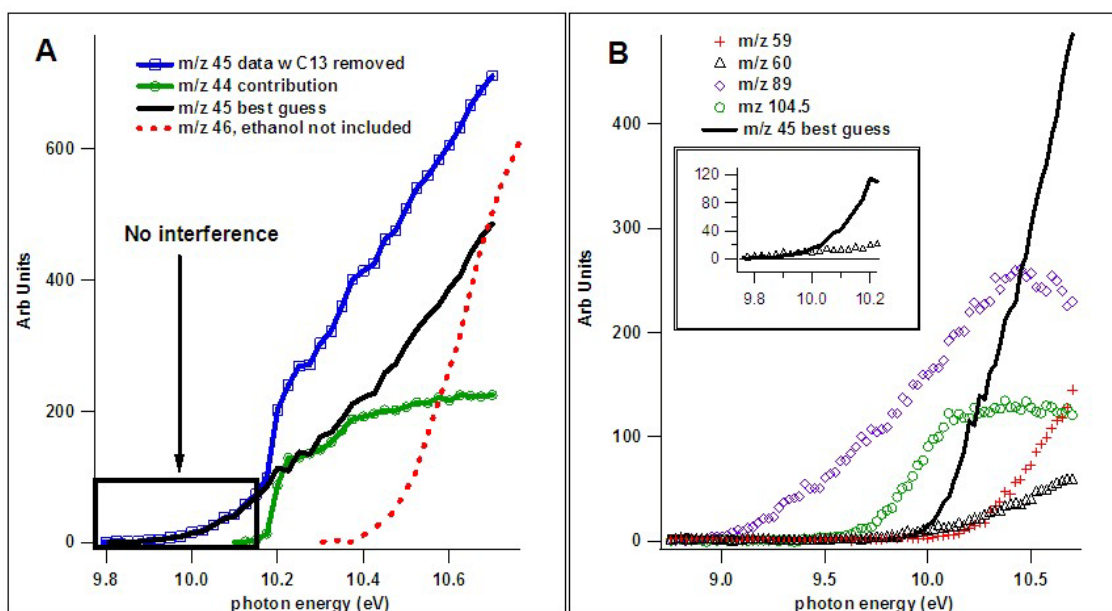 A
m/z 45 data w C13 removed
m/z 44 contribution
m/z 45 best guess
m/z 46, ethanol not included
No interference
Arb Units
600
400
200
0
9.8 10.0 10.2 10.4 10.6
photon energy (eV)
B
m/z 59
m/z 60
m/z 89
mz 104.5
m/z 45 best guess
Arb Units
400
300
200
100
0
120
80
40
0
9.8 10.0 10.2
9.0 9.5 10.0 10.5
photon energy (eV)